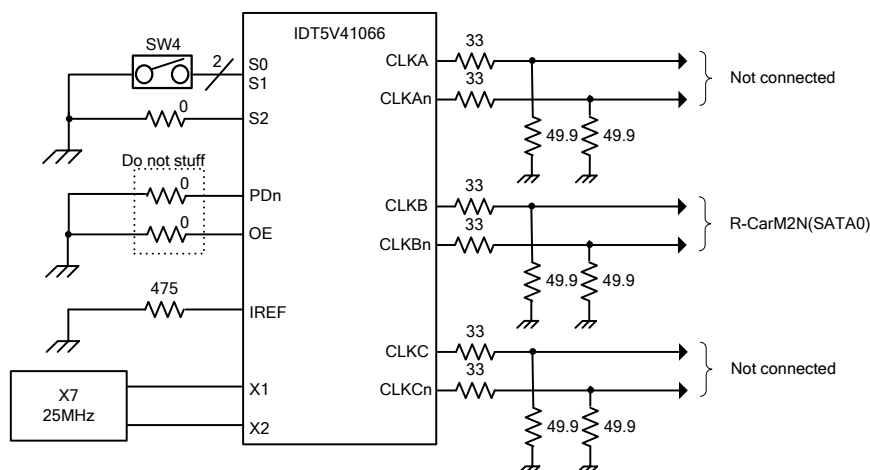 IDT5V41066
SW4
2
S0
S1
0
S2
Do not stuff
0
PDn
0
OE
475
IREF
X7
25MHz
X1
X2
CLKA
33
CLKAn
33
49.9
49.9
Not connected
CLKB
33
CLKBn
33
49.9
49.9
R-CarM2N(SATA0)
CLKC
33
CLKCn
33
49.9
49.9
Not connected